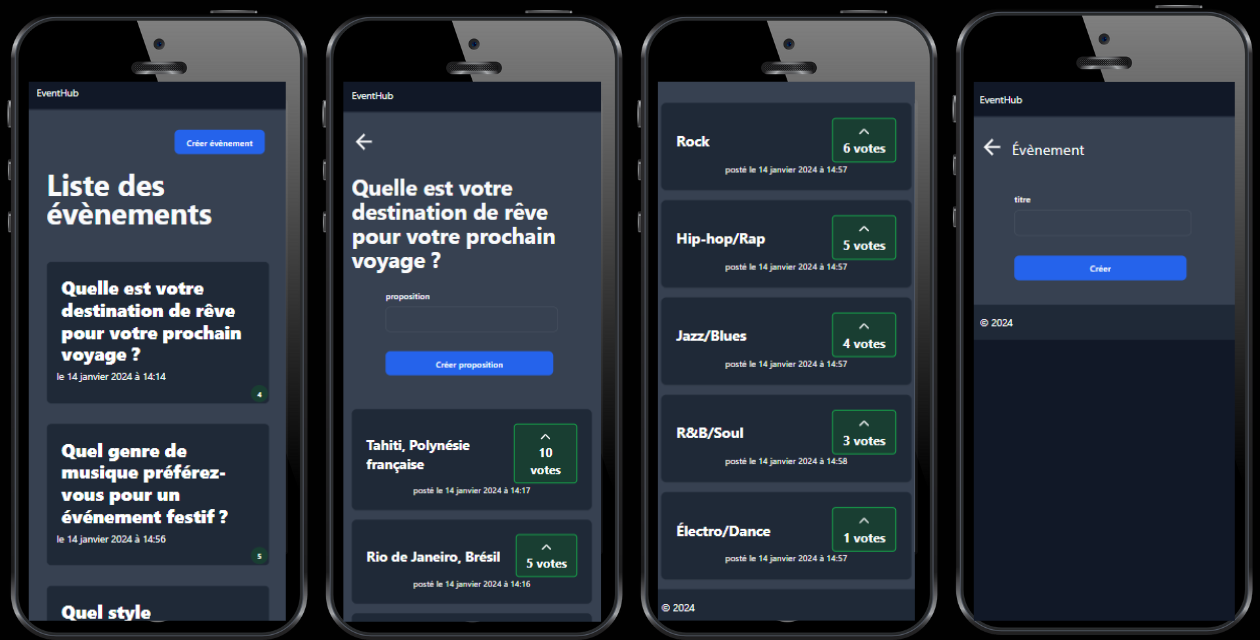 EventHub
Créer évènement
Liste des
évènements
Quelle est votre
destination de rêve
pour votre prochain
voyage ?
le 14 janvier 2024 à 14:14
4
Quel genre de
musique préférez-
vous pour un
événement festif ?
le 14 janvier 2024 à 14:56
5
Quel style
EventHub
Quelle est votre
destination de rêve
pour votre prochain
voyage ?
proposition
Créer proposition
Tahiti, Polynésie
française
10
votes
posté le 14 janvier 2024 à 14:17
Rio de Janeiro, Brésil
5 votes
posté le 14 janvier 2024 à 14:16
Rock
6 votes
posté le 14 janvier 2024 à 14:57
Hip-hop/Rap
5 votes
posté le 14 janvier 2024 à 14:57
Jazz/Blues
4 votes
posté le 14 janvier 2024 à 14:57
R&B/Soul
3 votes
posté le 14 janvier 2024 à 14:58
Électro/Dance
1 votes
posté le 14 janvier 2024 à 14:57
© 2024
EventHub
Évènement
titre
Créer
© 2024